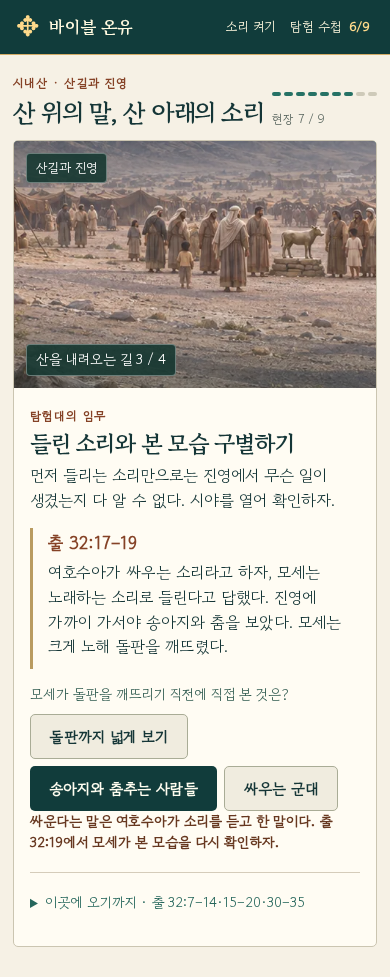 바이블 온유
소리 켜기 탐험 수첩 6/9
시내산 · 산길과 진영
산 위의 말, 산 아래의 소리
현장 7 / 9
산길과 진영
산을 내려오는 길 3 / 4
탐험대의 임무
들린 소리와 본 모습 구별하기
먼저 들리는 소리만으로는 진영에서 무슨 일이
생겼는지 다 알 수 없다. 시야를 열어 확인하자.
출 32:17–19
여호수아가 싸우는 소리라고 하자, 모세는
노래하는 소리로 들린다고 답했다. 진영에
가까이 가서야 송아지와 춤을 보았다. 모세는
크게 노해 돌판을 깨뜨렸다.
모세가 돌판을 깨뜨리기 직전에 직접 본 것은?
돌판까지 넓게 보기
송아지와 춤추는 사람들
싸우는 군대
싸운다는 말은 여호수아가 소리를 듣고 한 말이다. 출
32:19에서 모세가 본 모습을 다시 확인하자.
▶ 이곳에 오기까지 · 출 32:7–14·15–20·30–35